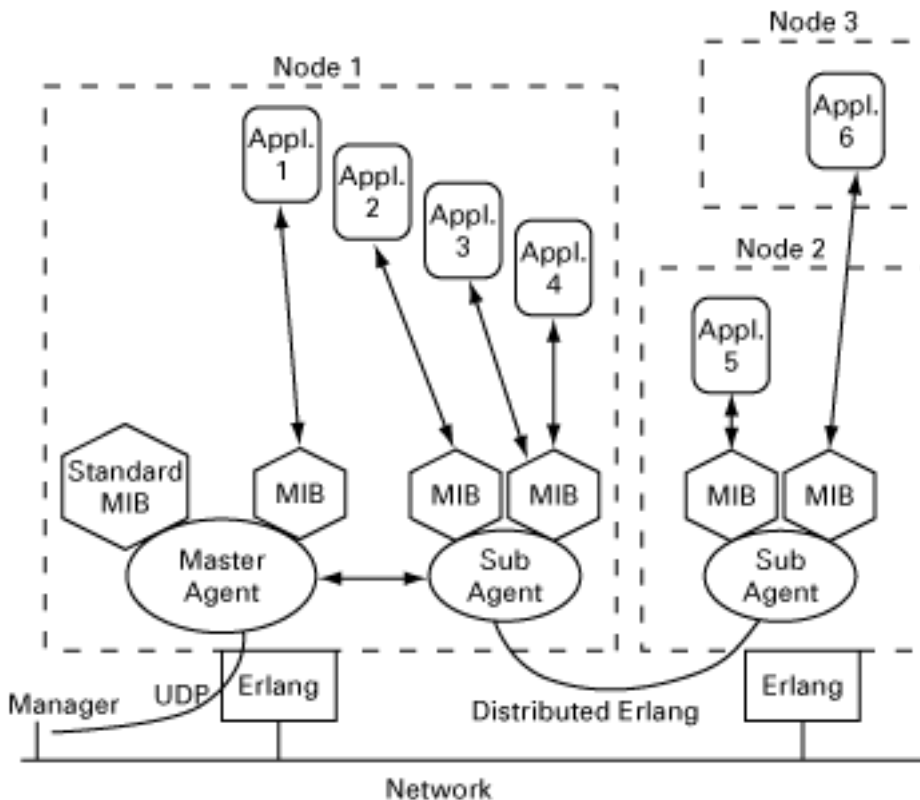 Node 3
Node 1
Appl.
6
Appl.
1
Appl.
2
Appl.
3
Appl.
4
Node 2
Appl.
5
Standard
MIB
MIB
MIB
MIB
MIB
MIB
Master
Agent
Sub
Agent
Sub
Agent
Manager
UDP
Erlang
Distributed Erlang
Erlang
Network